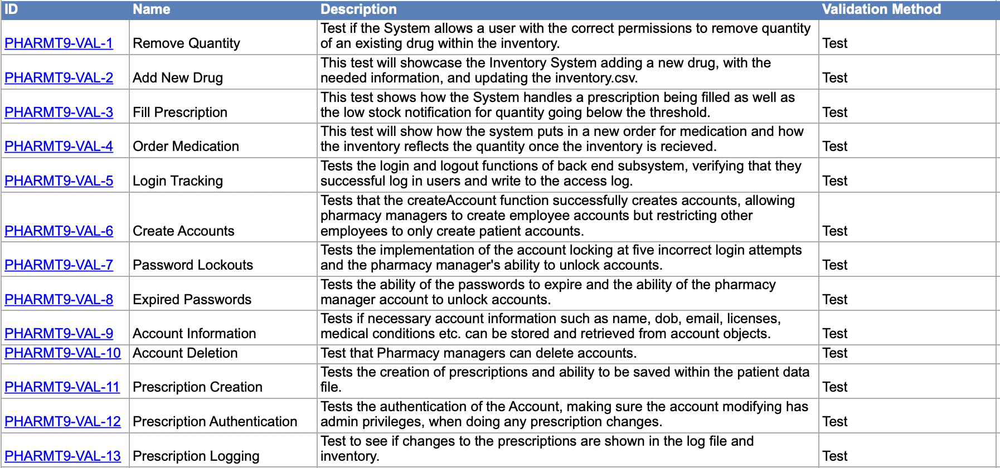 ID Name Description Validation Method
Test if the System allows a user with the correct permissions to remove quantity
PHARMT9-VAL-1 Remove Quantity of an existing drug within the inventory. Test
This test will showcase the Inventory System adding a new drug, with the
PHARMT9-VAL-2 Add New Drug needed information, and updating the inventory.csv. Test
This test shows how the System handles a prescription being filled as well as
PHARMT9-VAL-3 Fill Prescription the low stock notification for quantity going below the threshold. Test
This test will show how the system puts in a new order for medication and how
PHARMT9-VAL-4 Order Medication the inventory reflects the quantity once the inventory is recieved. Test
Tests the login and logout functions of back end subsystem, verifying that they
PHARMT9-VAL-5 Login Tracking successful log in users and write to the access log. Test
Tests that the createAccount function successfully creates accounts, allowing
pharmacy managers to create employee accounts but restricting other
PHARMT9-VAL-6 Create Accounts employees to only create patient accounts. Test
Tests the implementation of the account locking at five incorrect login attempts
PHARMT9-VAL-7 Password Lockouts and the pharmacy manager's ability to unlock accounts. Test
Tests the ability of the passwords to expire and the ability of the pharmacy
PHARMT9-VAL-8 Expired Passwords manager account to unlock accounts. Test
Tests if necessary account information such as name, dob, email, licenses,
PHARMT9-VAL-9 Account Information medical conditions etc. can be stored and retrieved from account objects. Test
PHARMT9-VAL-10 Account Deletion Test that Pharmacy managers can delete accounts. Test
Tests the creation of prescriptions and ability to be saved within the patient data
PHARMT9-VAL-11 Prescription Creation file. Test
Tests the authentication of the Account, making sure the account modifying has
PHARMT9-VAL-12 Prescription Authentication admin privileges, when doing any prescription changes. Test
Test to see if changes to the prescriptions are shown in the log file and
PHARMT9-VAL-13 Prescription Logging inventory. Test